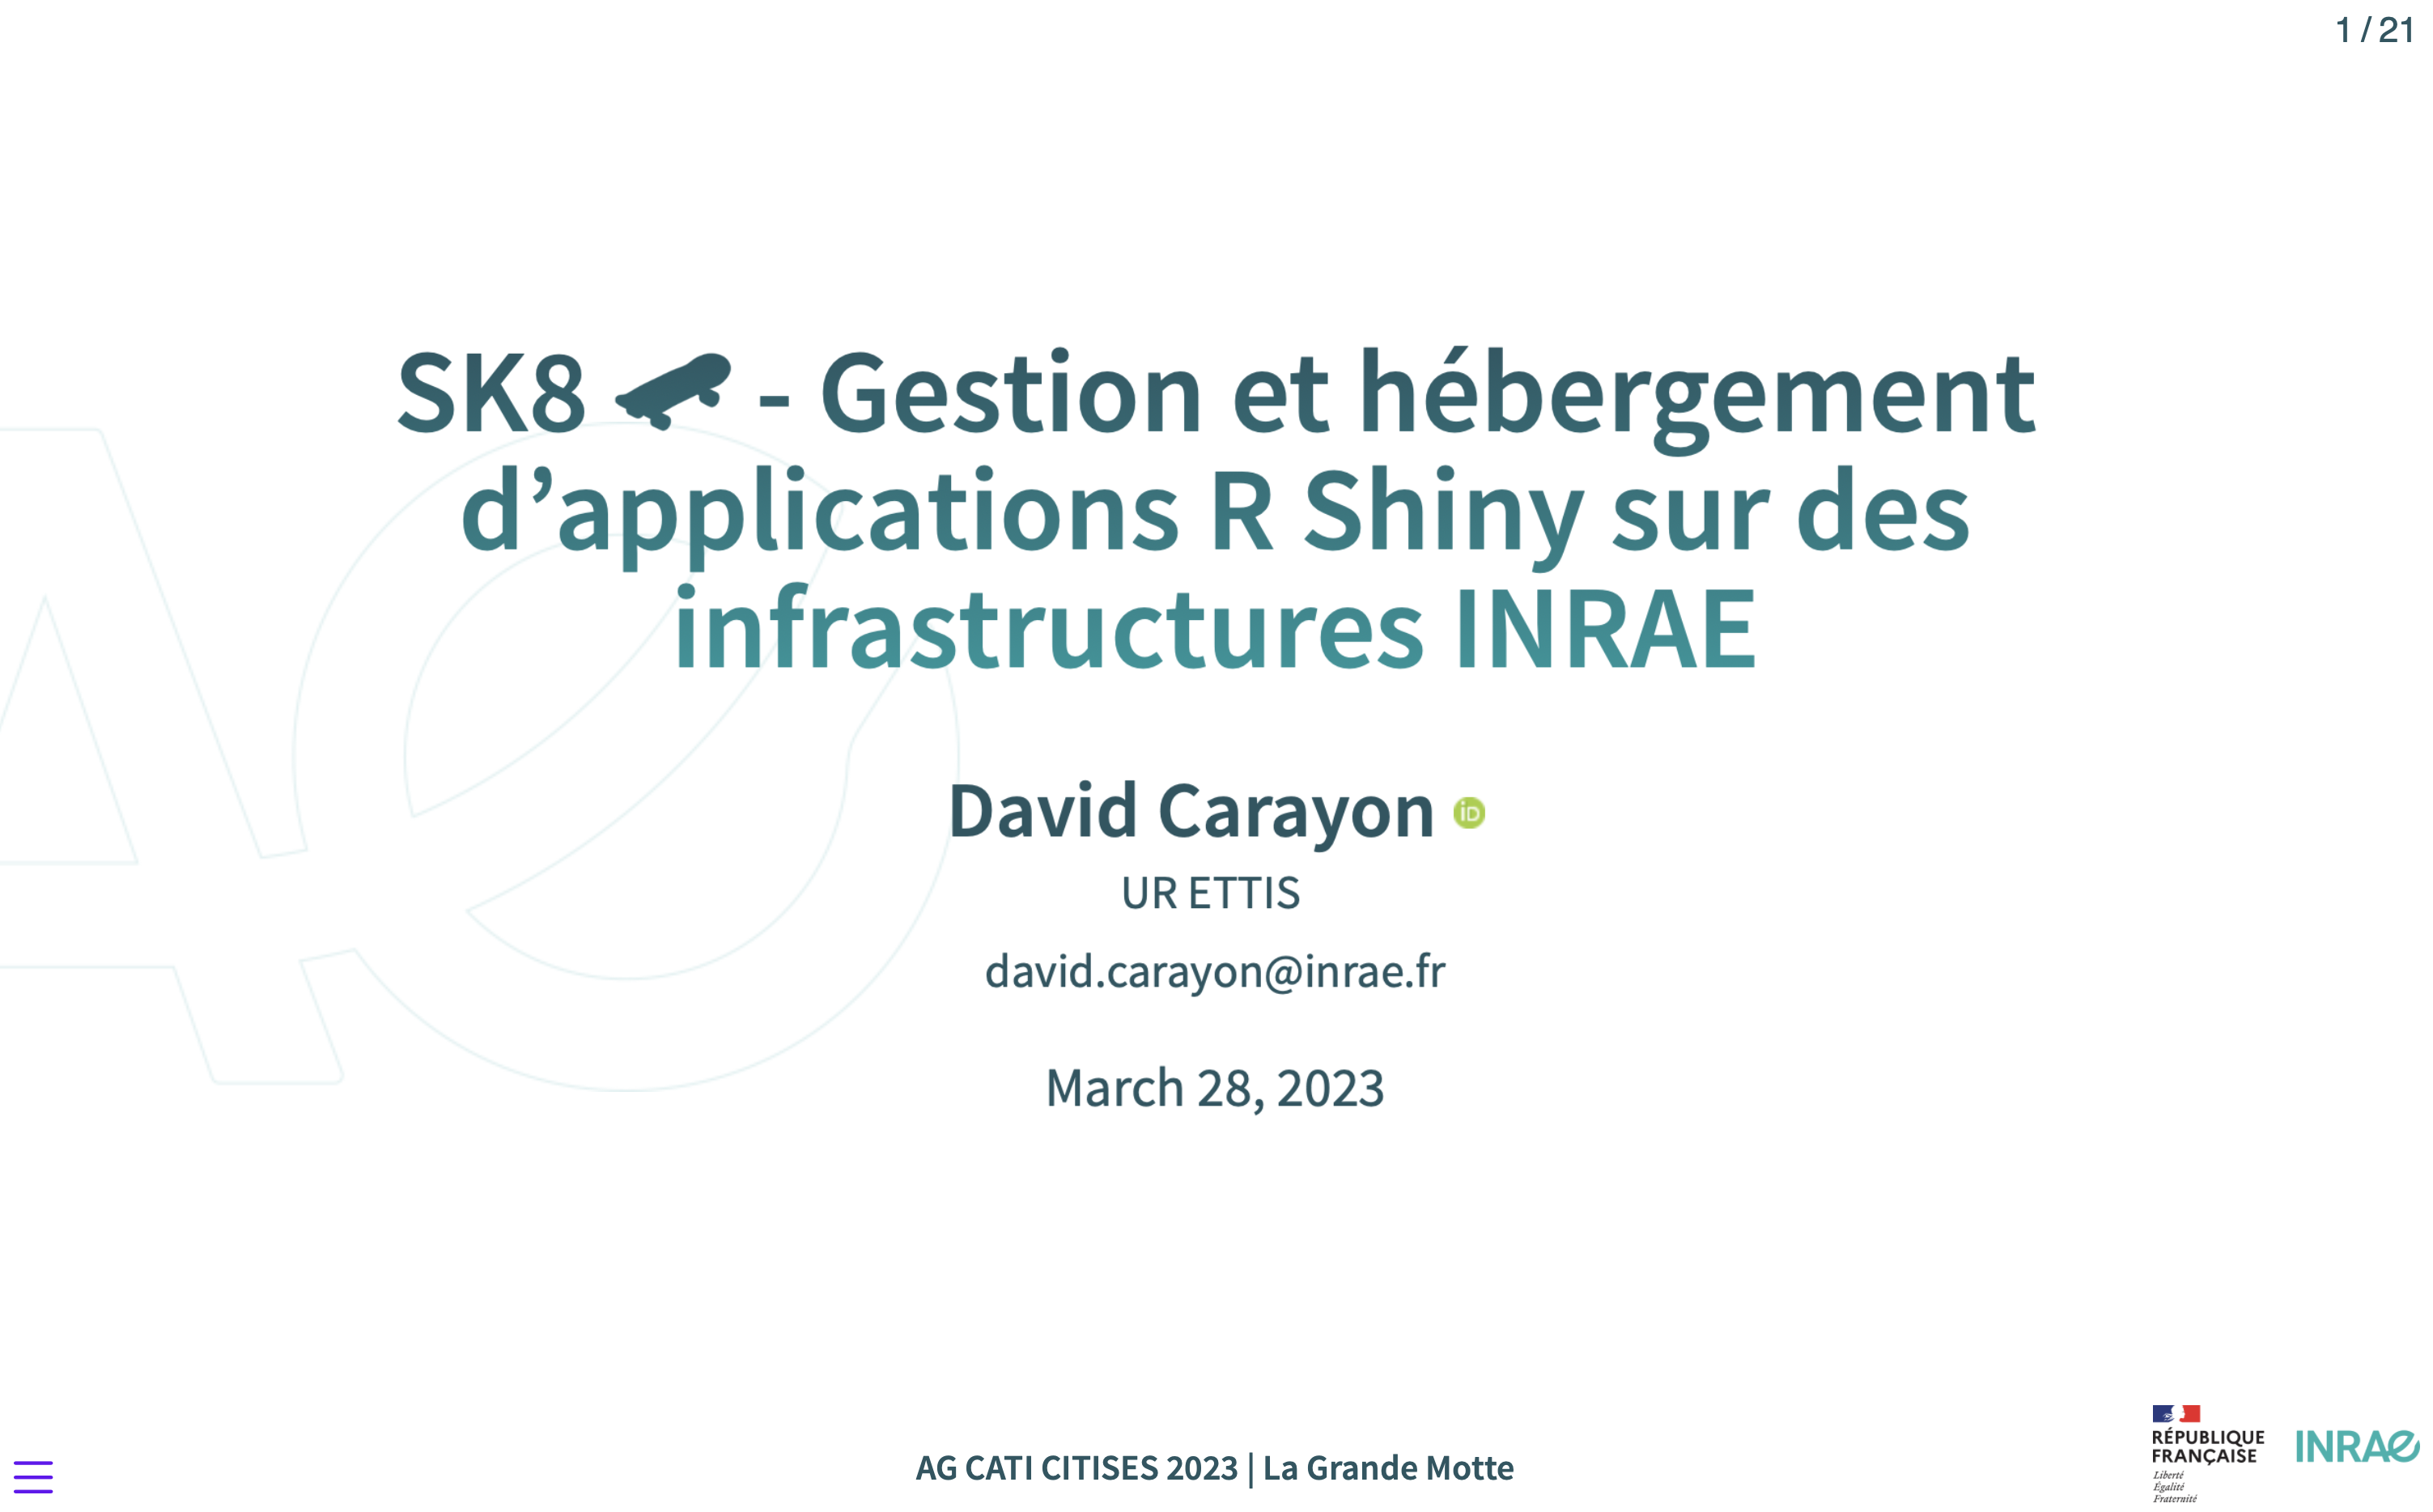 1 / 21
SK8 - Gestion et hébergement
d’applications R Shiny sur des
infrastructures INRAE
David Carayon iD
UR ETTIS
david.carayon@inrae.fr
March 28, 2023
AG CATI CITISES 2023 | La Grande Motte
RÉPUBLIQUE
FRANÇAISE
Liberté
Égalité
Fraternité
INRAE